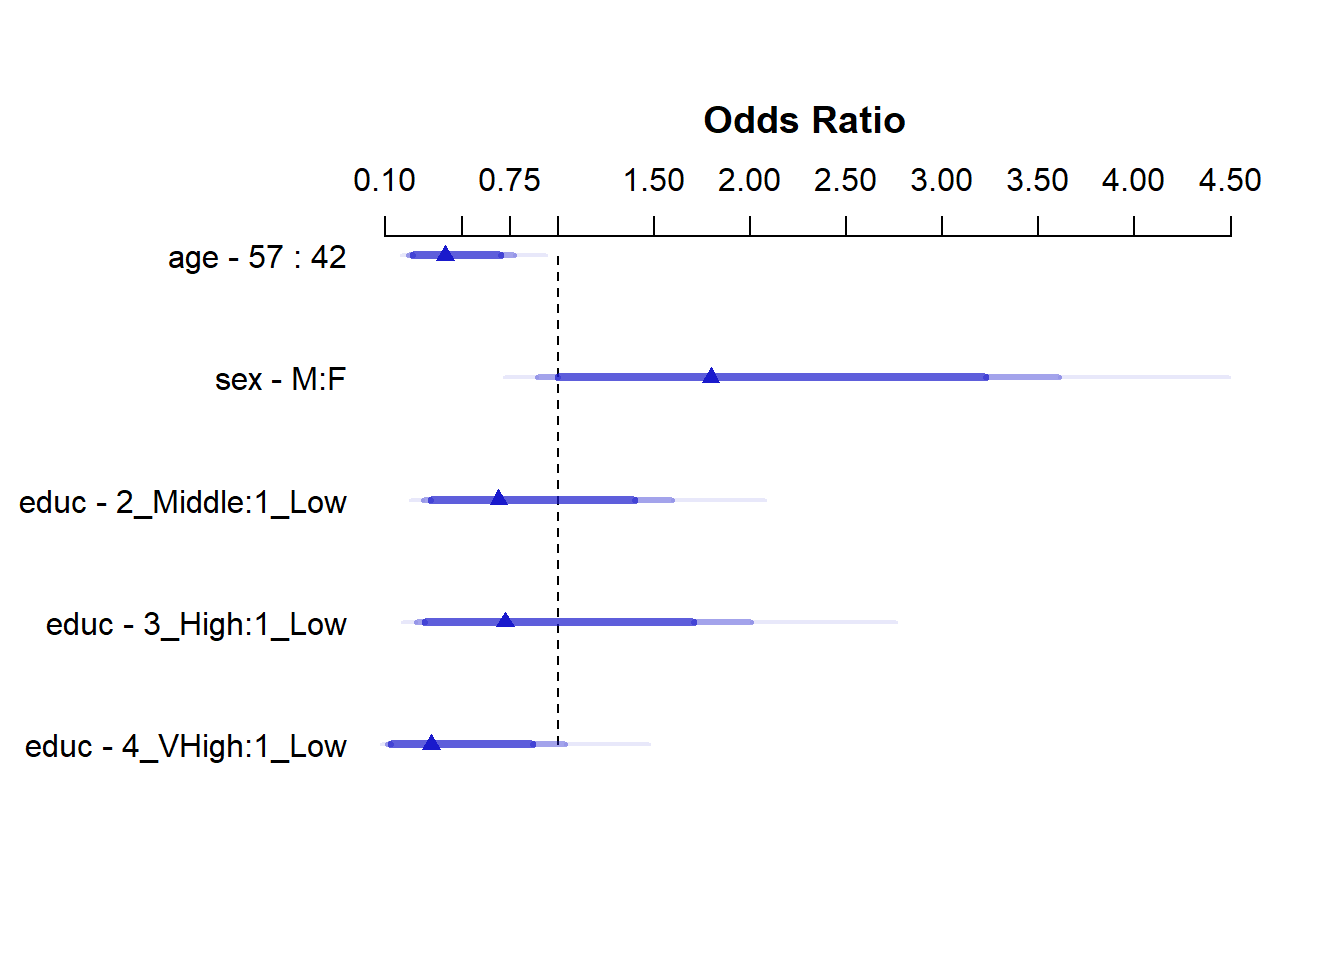 Odds Ratio
0.10 0.75 1.50 2.00 2.50 3.00 3.50 4.00 4.50
age - 57 : 42
sex - M:F
educ - 2_Middle:1_Low
educ - 3_High:1_Low
educ - 4_VHigh:1_Low